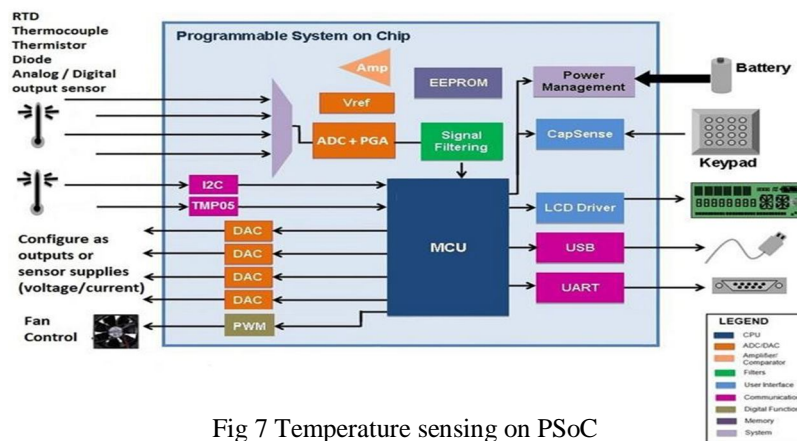 RTD
Thermocouple
Thermistor
Diode
Analog / Digital
output sensor
Programmable System on Chip
Amp
EEPROM
Power
Management
Battery
Vref
ADC + PGA
Signal
Filtering
CapSense
Keypad
I2C
TMP05
MCU
LCD Driver
DAC
DAC
DAC
DAC
PWM
USB
UART
Configure as
outputs or
sensor supplies
(voltage/current)
Fan
Control
LEGEND
CPU
ADC/DAC
Amplifier/
Comparator
Filters
User Interface
Communication
Digital Function
Memory
System
Fig 7 Temperature sensing on PSoC